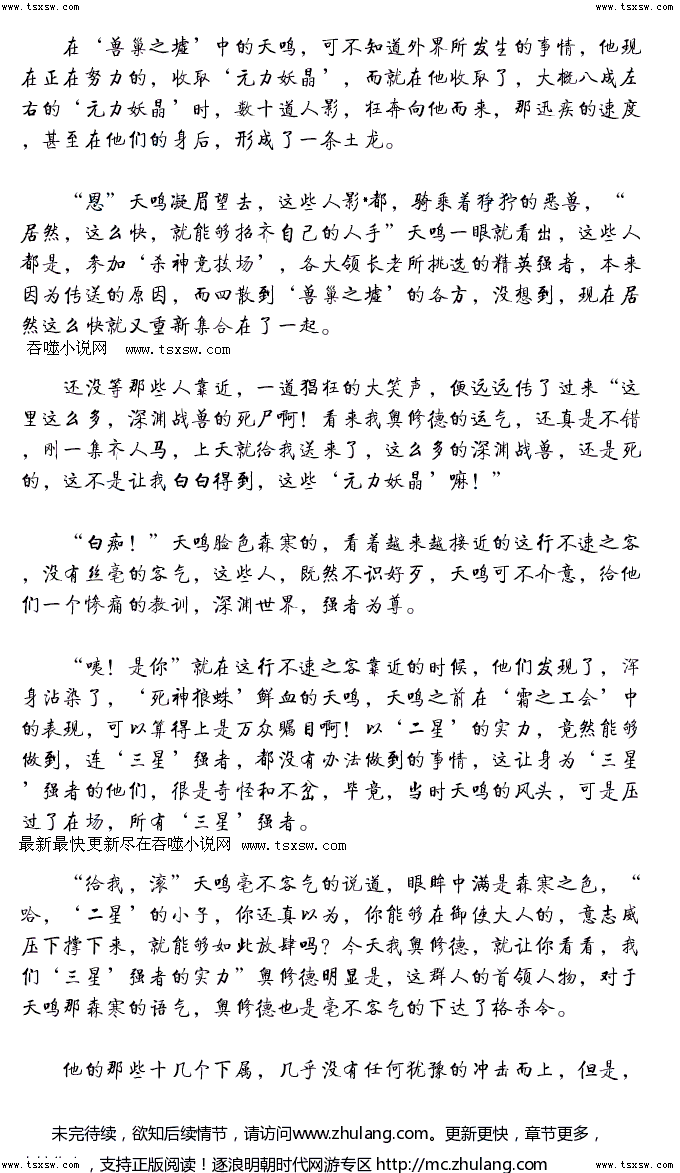 www.tsxsw.com www.tsxsw.com www.tsxsw.com www.tsxsw.com www.tsxsw.com
在‘兽巢之墟’中的天鸣，可不知道外界所发生的事情，他现
在正在努力的，收取‘元力妖晶’，而就在他收取了，大概八成左
右的‘元力妖晶’时，数十道人影，狂奔向他而来，那迅疾的速度
，甚至在他们的身后，形成了一条土龙。
“恩”天鸣凝眉望去，这些人影·都，骑乘着狰狞的恶兽，“
居然，这么快，就能够招齐自己的人手”天鸣一眼就看出，这些人
都是，参加‘杀神竞技场’，各大领长老所挑选的精英强者，本来
因为传送的原因，而四散到‘兽巢之墟’的各方，没想到，现在居
然这么快就又重新集合在了一起。
吞噬小说网 www.tsxsw.com
还没等那些人靠近，一道猖狂的大笑声，便远远传了过来“这
里这么多，深渊战兽的死尸啊！看来我奥修德的运气，还真是不错
，刚一集齐人马，上天就给我送来了，这么多的深渊战兽，还是死
的，这不是让我白白得到，这些‘元力妖晶’嘛！”
“白痴！”天鸣脸色森寒的，看着越来越接近的这行不速之客
，没有丝毫的客气，这些人，既然不识好歹，天鸣可不介意，给他
们一个惨痛的教训，深渊世界，强者为尊。
“咦！是你”就在这行不速之客靠近的时候，他们发现了，浑
身沾染了，‘死神狼蛛’鲜血的天鸣，天鸣之前在‘霜之工会’中
的表现，可以算得上是万众瞩目啊！以‘二星’的实力，竟然能够
做到，连‘三星’强者，都没有办法做到的事情，这让身为‘三星
’强者的他们，很是奇怪和不岔，毕竟，当时天鸣的风头，可是压
过了在场，所有‘三星’强者。
最新最快更新尽在吞噬小说网 www.tsxsw.com
“给我，滚”天鸣毫不客气的说道，眼眸中满是森寒之色，“
哈，‘二星’的小子，你还真以为，你能够在御使大人的，意志威
压下撑下来，就能够如此放肆吗？今天我奥修德，就让你看看，我
们‘三星’强者的实力”奥修德明显是，这群人的首领人物，对于
天鸣那森寒的语气，奥修德也是毫不客气的下达了格杀令。
他的那些十几个下属，几乎没有任何犹豫的冲击而上，但是，
未完待续，欲知后续情节，请访问www.zhulang.com。更新更快，章节更多，
，支持正版阅读！逐浪明朝时代网游专区 http://mc.zhulang.com
www.tsxsw.com www.tsxsw.com www.tsxsw.com www.tsxsw.com www.tsxsw.com